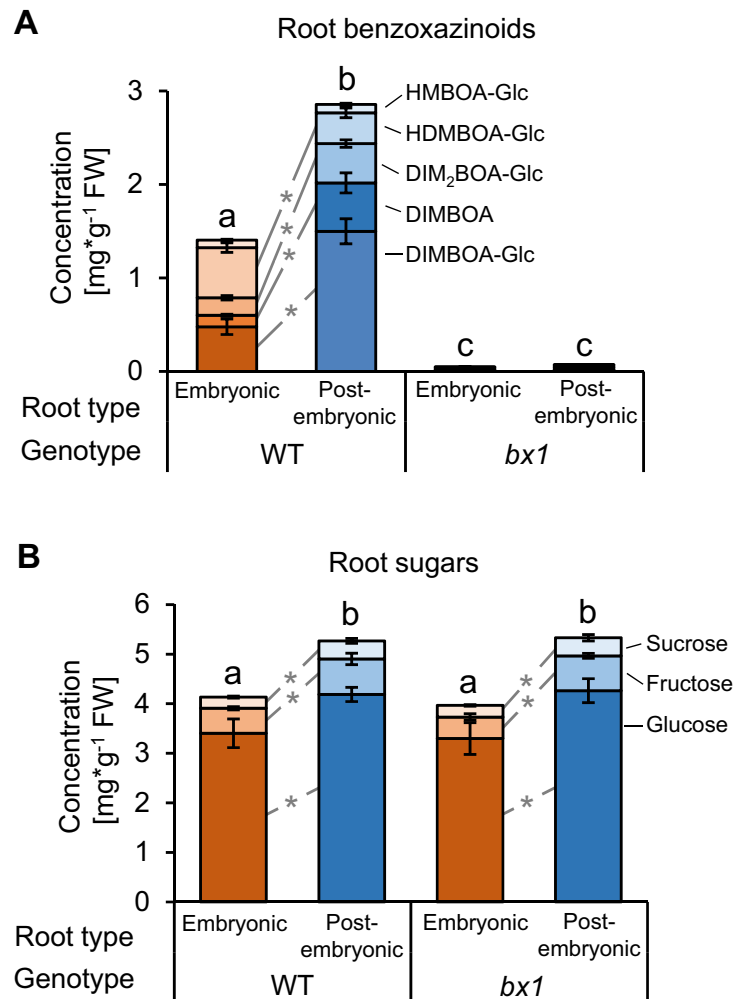 A
Root benzoxazinoids
Concentration
[mg*g⁻¹ FW]
3
2
1
0
a
b
c
c
*
*
*
*
HMBOA-Glc
HDMBOA-Glc
DIM₂BOA-Glc
DIMBOA
DIMBOA-Glc
Root type
Embryonic
Post-
embryonic
Embryonic
Post-
embryonic
Genotype
WT
bx1
B
Root sugars
Concentration
[mg*g⁻¹ FW]
6
5
4
3
2
1
0
a
b
a
b
*
*
*
*
*
*
Sucrose
Fructose
Glucose
Root type
Embryonic
Post-
embryonic
Embryonic
Post-
embryonic
Genotype
WT
bx1